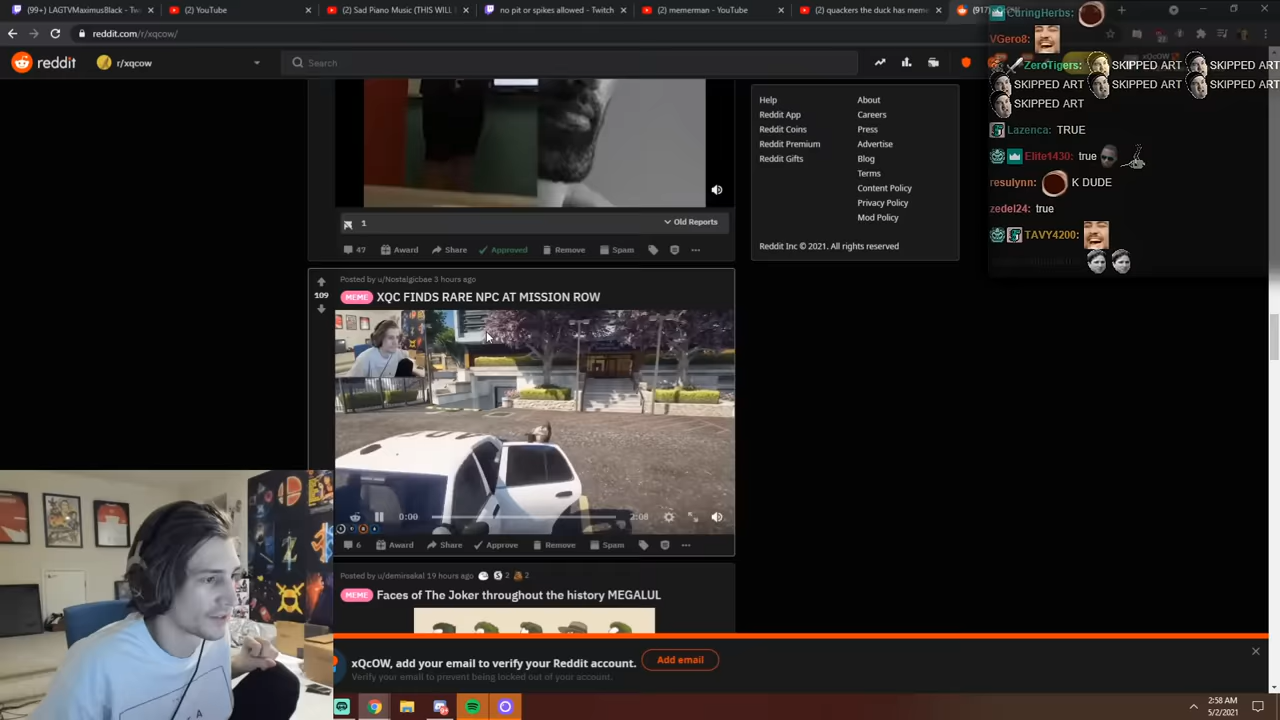 (99+) LAGTVMaximusBlack - Tw
(2) YouTube
(2) Sad Piano Music (THIS WILL
no pit or spikes allowed - Twitch
(2) mememan - YouTube
(2) quackers the duck has meme
(917)
reddit.com/r/xqcow/
reddit
r/xqcow
Search
Help
About
Reddit App
Careers
Reddit Coins
Press
Reddit Premium
Advertise
Reddit Gifts
Blog
Terms
Content Policy
Privacy Policy
Mod Policy
Reddit Inc © 2021. All rights reserved
1
Old Reports
47 Award Share Approved Remove Spam
Posted by u/Nostalgicbae 3 hours ago
109
MEME XQC FINDS RARE NPC AT MISSION ROW
0:00
2:08
6 Award Share Approve Remove Spam
Posted by u/demirsakal 19 hours ago 2 2
MEME Faces of The Joker throughout the history MEGALUL
xQcOW, add your email to verify your Reddit account.
Add email
Verify your email to prevent being locked out of your account.
CuringHerbs:
VGero8:
ZeroTigers: SKIPPED ART SKIPPED ART
SKIPPED ART SKIPPED ART SKIPPED ART
SKIPPED ART
Lazenca: TRUE
Elite1430: true
resulynn: K DUDE
zedel24: true
TAVY4200:
2:58 AM
5/2/2021